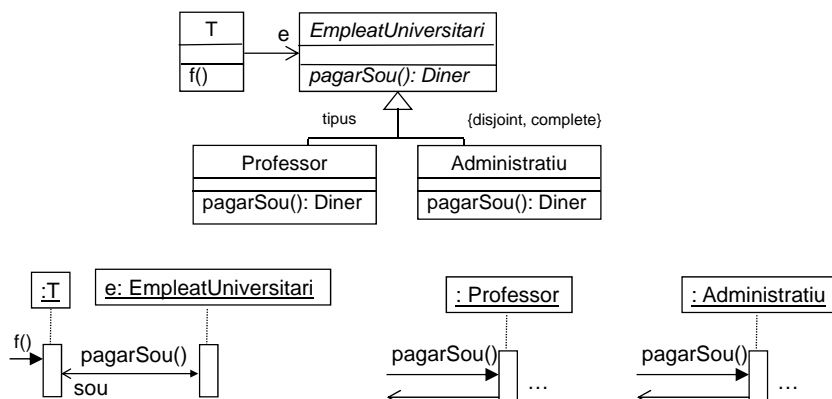 T
e
EmpleatUniversitari
f()
pagarSou(): Diner
tipus
{disjoint, complete}
Professor
Administratiu
pagarSou(): Diner
pagarSou(): Diner
:T
e: EmpleatUniversitari
: Professor
: Administratiu
f()
pagarSou()
pagarSou()
pagarSou()
sou
...
...